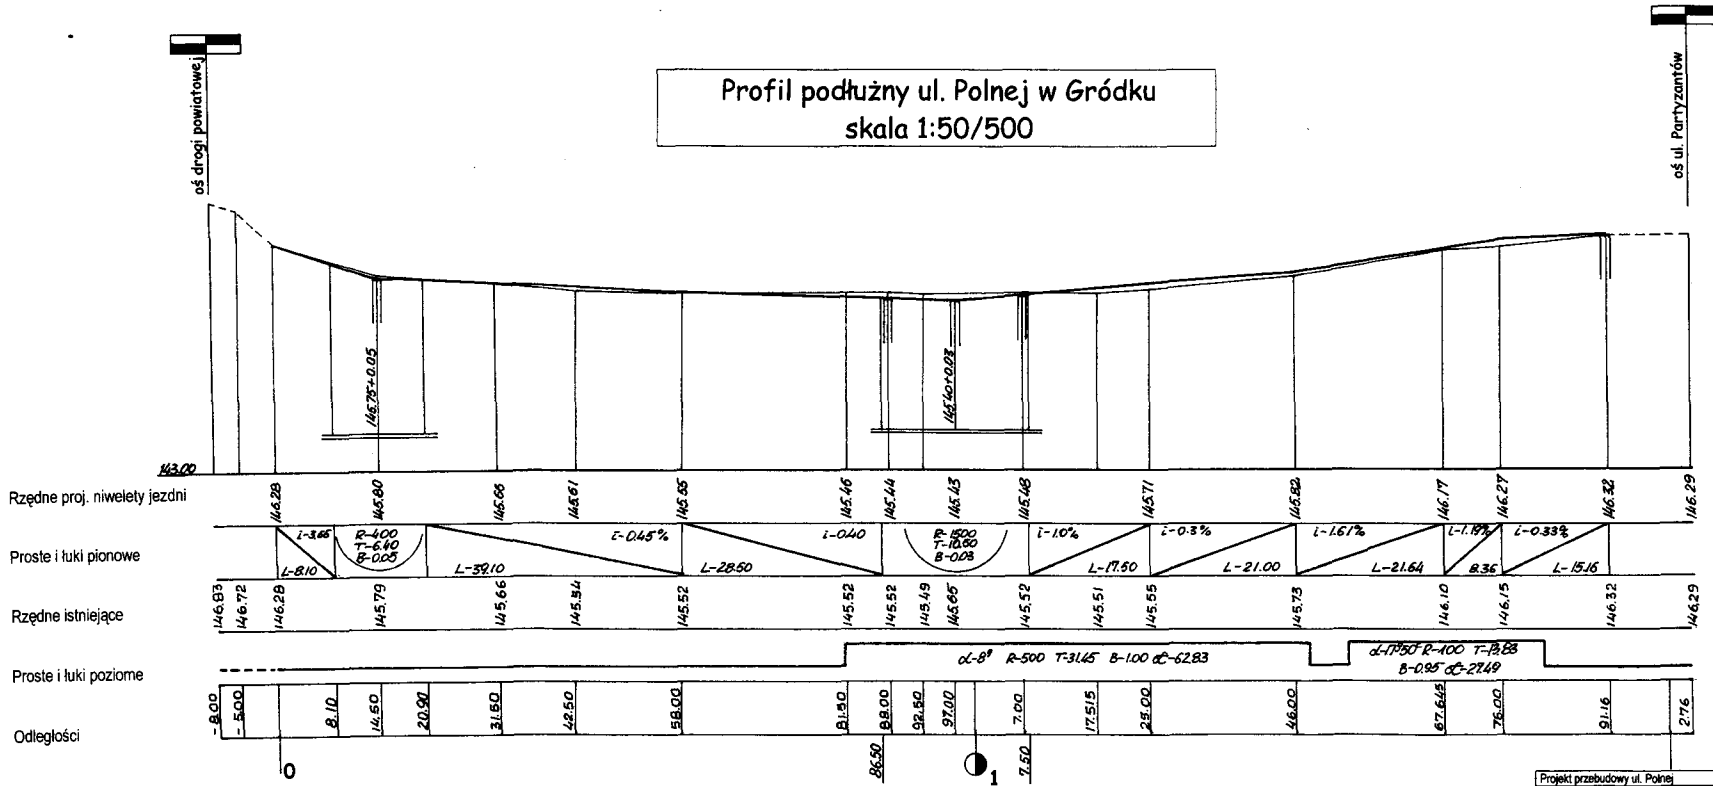 oś drogi powiatowej
oś ul. Partyzantów
Profil podłużny ul. Polnej w Gródku
skala 1:50/500
146.75+0.05
145.40+0.03
143.00
Rzędne proj. niwelety jezdni
146.28 145.80 145.66 145.61 145.55 145.46 145.44 145.43 145.48 145.71 145.82 146.17 146.27 146.32 146.29
Proste i łuki pionowe
i-3.66 L-8.10
R-400
T-6.40
B-0.05
L-39.10 i-0.45%
L-28.50 i-0.40
R-1500
T-10.50
B-0.03
i-1.0% L-17.50
i-0.3% L-21.00
i-1.61% L-21.64
i-1.19% 8.36
i-0.33% L-15.16
Rzędne istniejące
146.83 146.72 146.28 145.79 145.66 145.34 145.52 145.52 145.52 145.49 146.65 145.52 145.51 145.55 145.73 146.10 146.15 146.32 146.29
Proste i łuki poziome
α-8° R-500 T-31.45 B-1.00 -62.83
α-17°50' R-100 T-13.83
B-0.95 -27.49
Odległości
-8.00 -5.00 8.10 14.50 20.90 31.50 42.50 58.00 81.50 88.00 92.50 97.00 7.00 17.515 25.00 46.00 67.645 76.00 91.16 2.76
86.50 7.50
0 1
Projekt przebudowy ul. Polnej